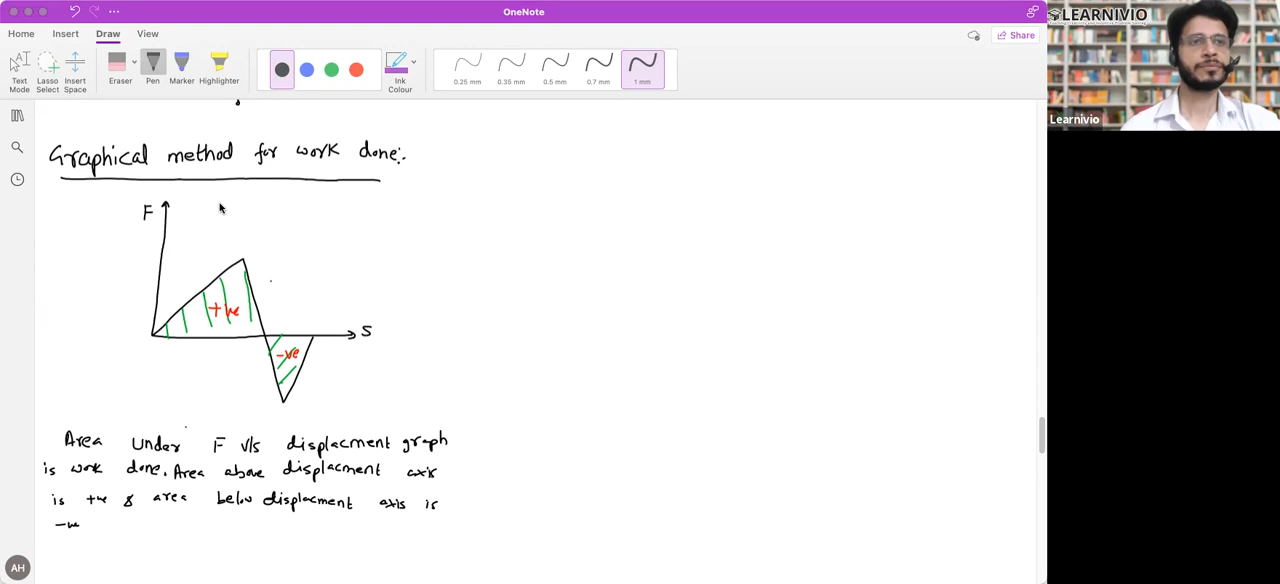 OneNote
Home Insert Draw View
Share
Text Mode
Lasso Select
Insert Space
Eraser
Pen
Marker
Highlighter
Ink Colour
0.25 mm
0.35 mm
0.5 mm
0.7 mm
1 mm
LEARNIVIO
Learnivio
Graphical method for work done:
F
+ve
S
-ve
Area under F v/s displacment graph
is work done. Area above displacment axis
is +ve & area below displacment axis is
-ve
AH